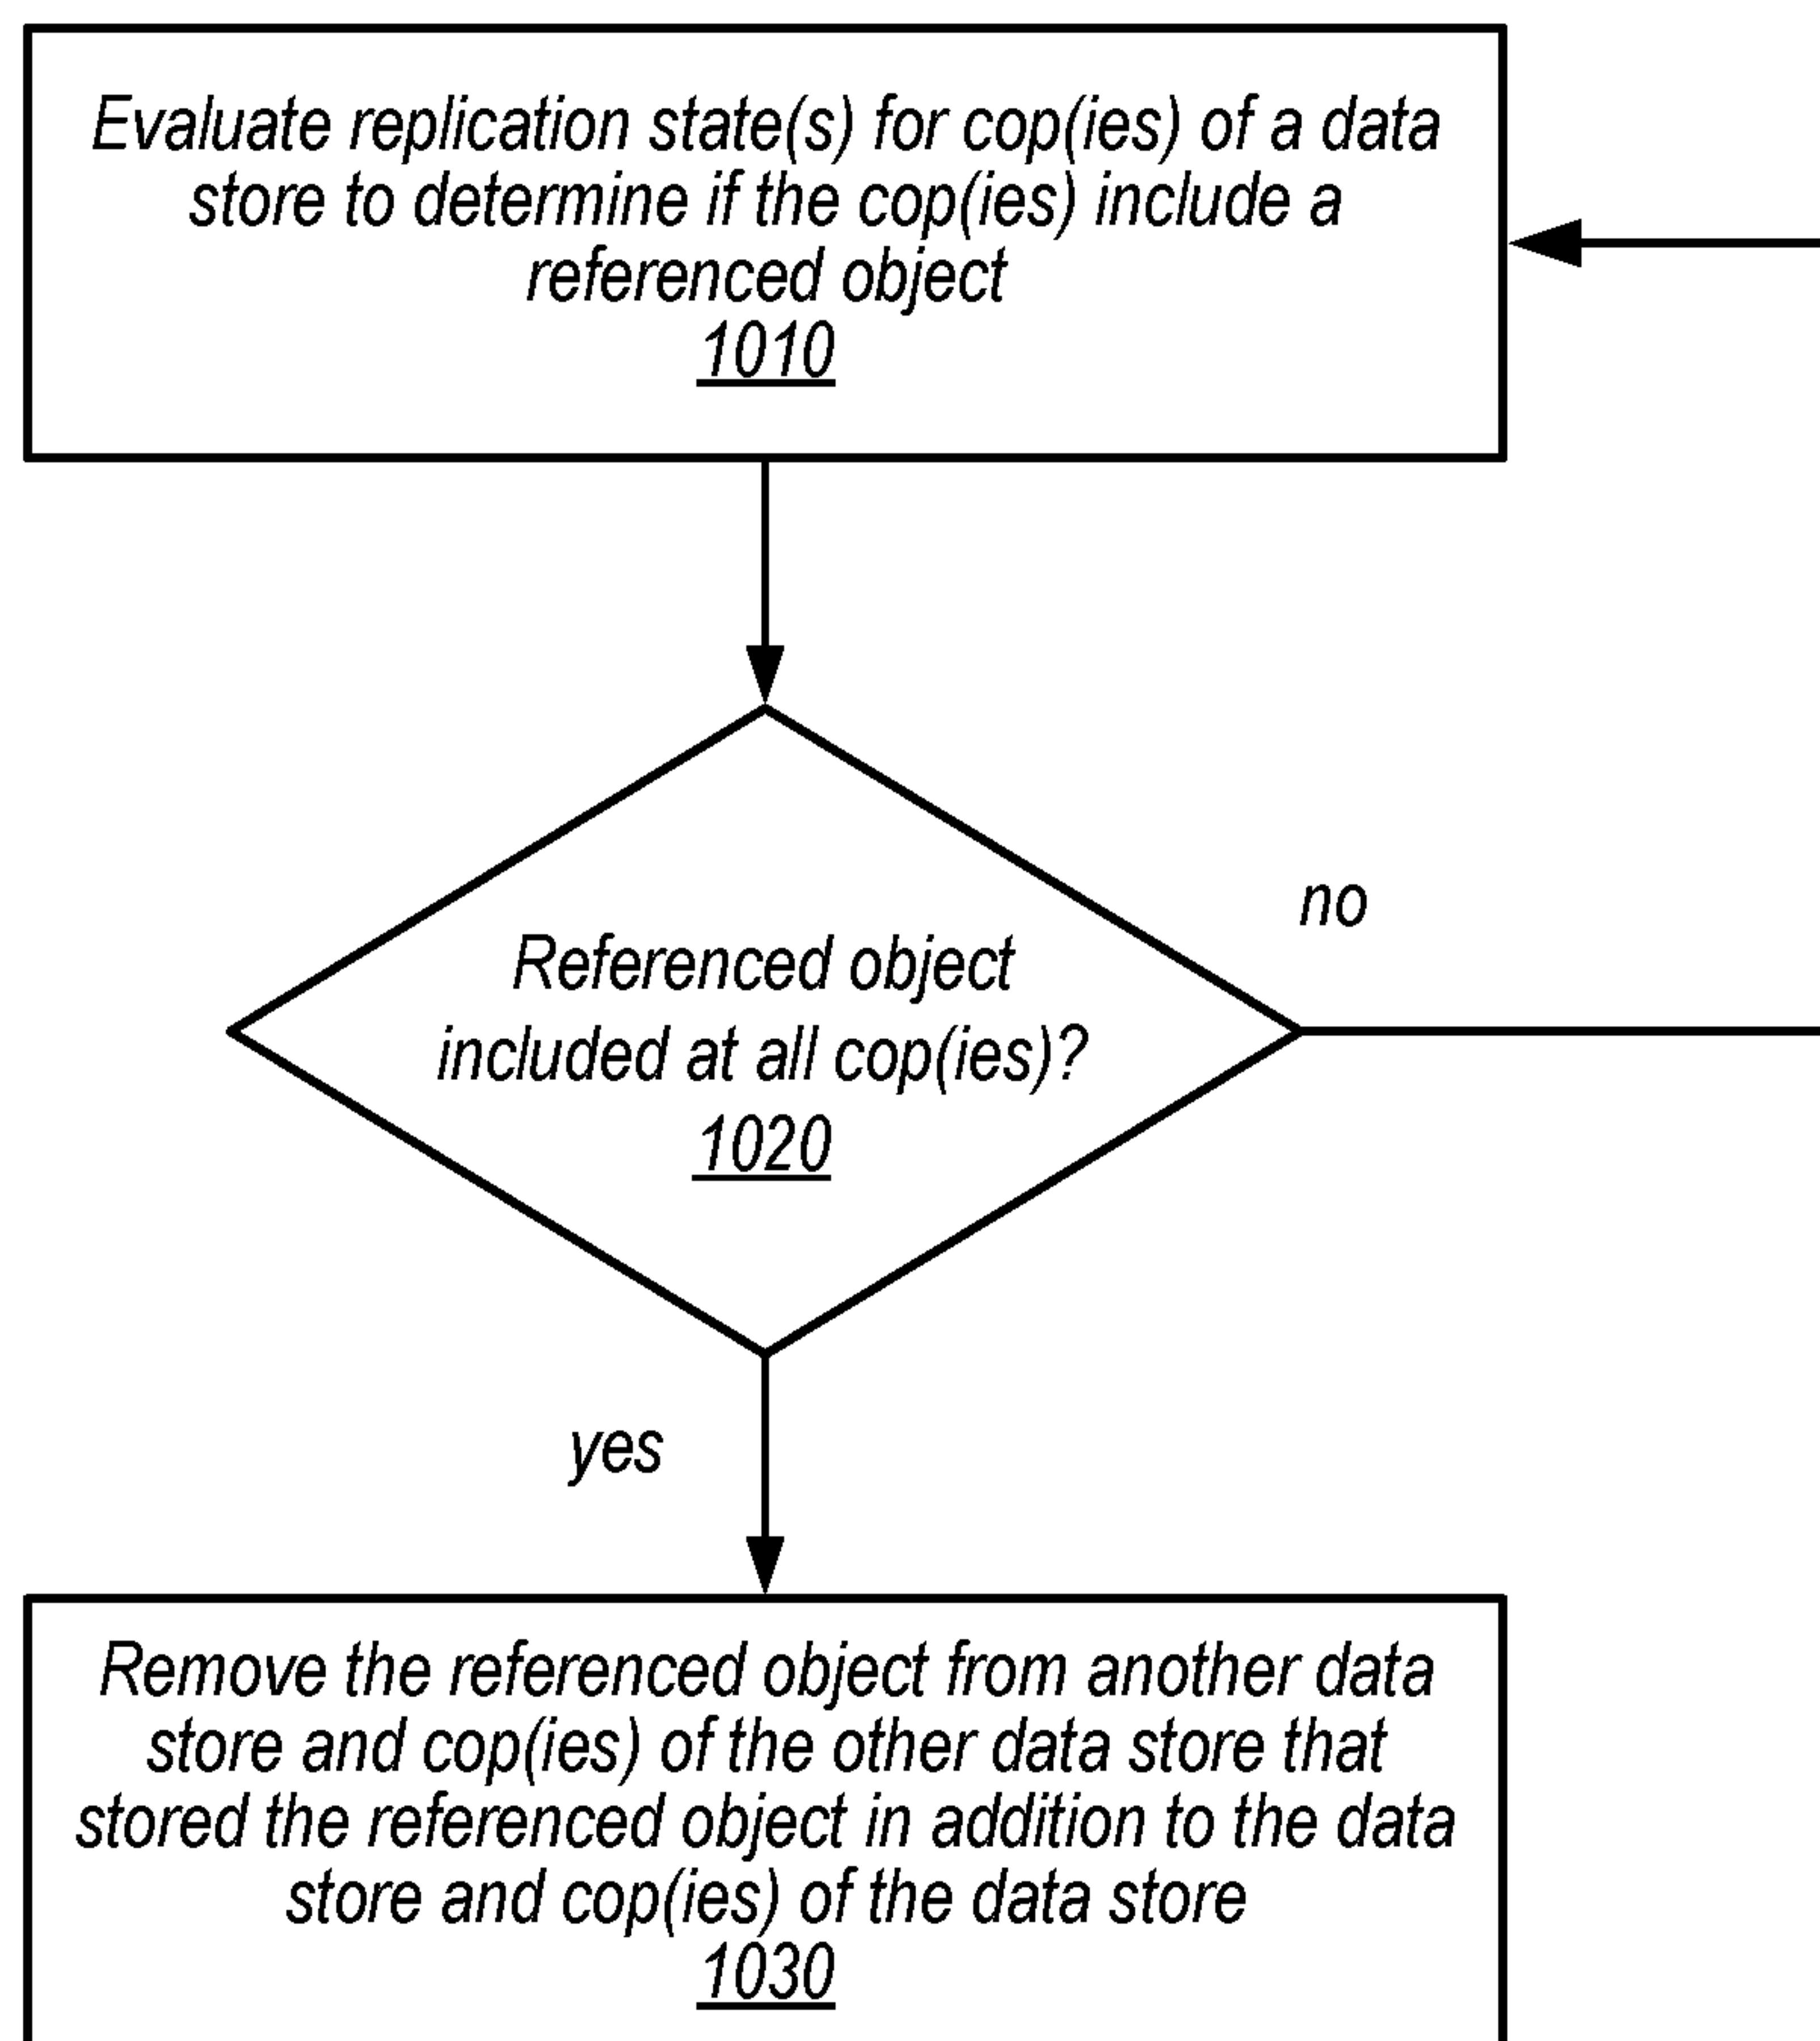 Evaluate replication state(s) for cop(ies) of a data
store to determine if the cop(ies) include a
referenced object
1010
no
Referenced object
included at all cop(ies)?
1020
yes
Remove the referenced object from another data
store and cop(ies) of the other data store that
stored the referenced object in addition to the data
store and cop(ies) of the data store
1030